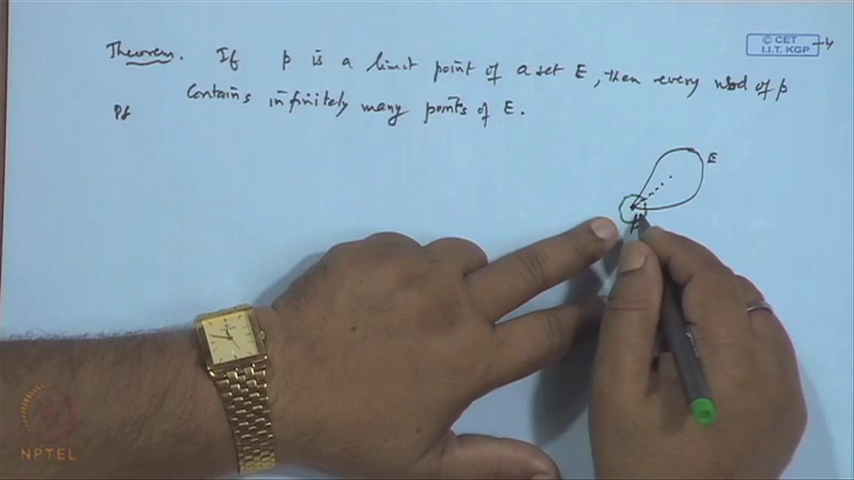 © CET
I.I.T. KGP
Theorem. If p is a limit point of a set E, then every nbd of p
Pf contains infinitely many points of E.
E
p
NPTEL